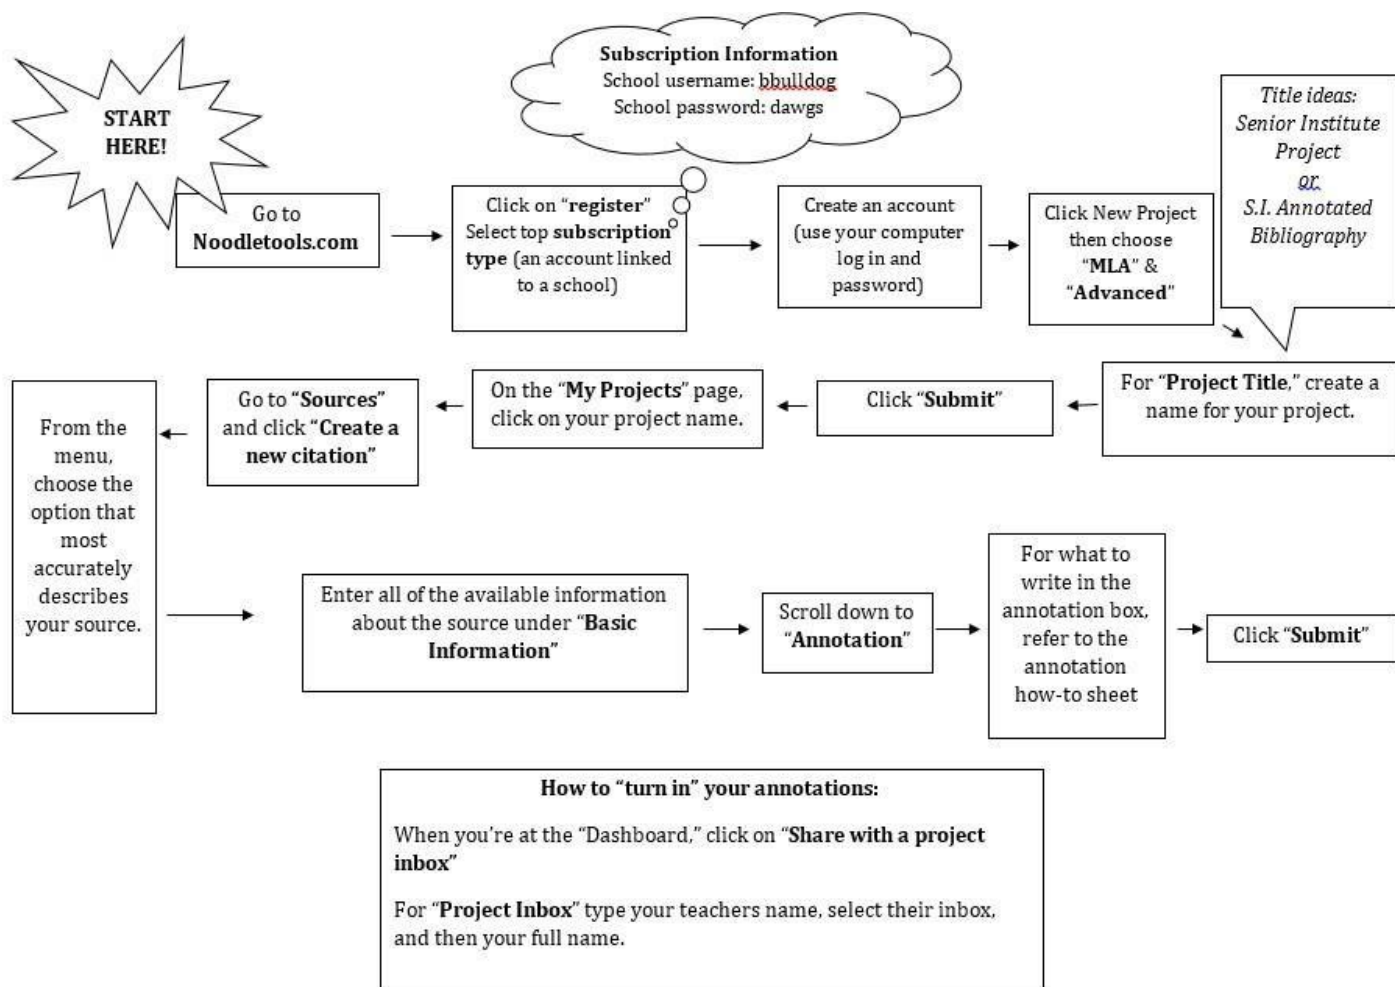 START
HERE!
Go to
Noodletools.com
Subscription Information
School username: bbulldog
School password: dawgs
Click on “register”
Select top subscription
type (an account linked
to a school)
Create an account
(use your computer
log in and
password)
Click New Project
then choose
“MLA” &
“Advanced”
Title ideas:
Senior Institute
Project
or
S.I. Annotated
Bibliography
For “Project Title,” create a
name for your project.
Click “Submit”
On the “My Projects” page,
click on your project name.
Go to “Sources”
and click “Create a
new citation”
From the
menu,
choose the
option that
most
accurately
describes
your source.
Enter all of the available information
about the source under “Basic
Information”
Scroll down to
“Annotation”
For what to
write in the
annotation box,
refer to the
annotation
how-to sheet
Click “Submit”
How to “turn in” your annotations:
When you’re at the “Dashboard,” click on “Share with a project
inbox”
For “Project Inbox” type your teachers name, select their inbox,
and then your full name.